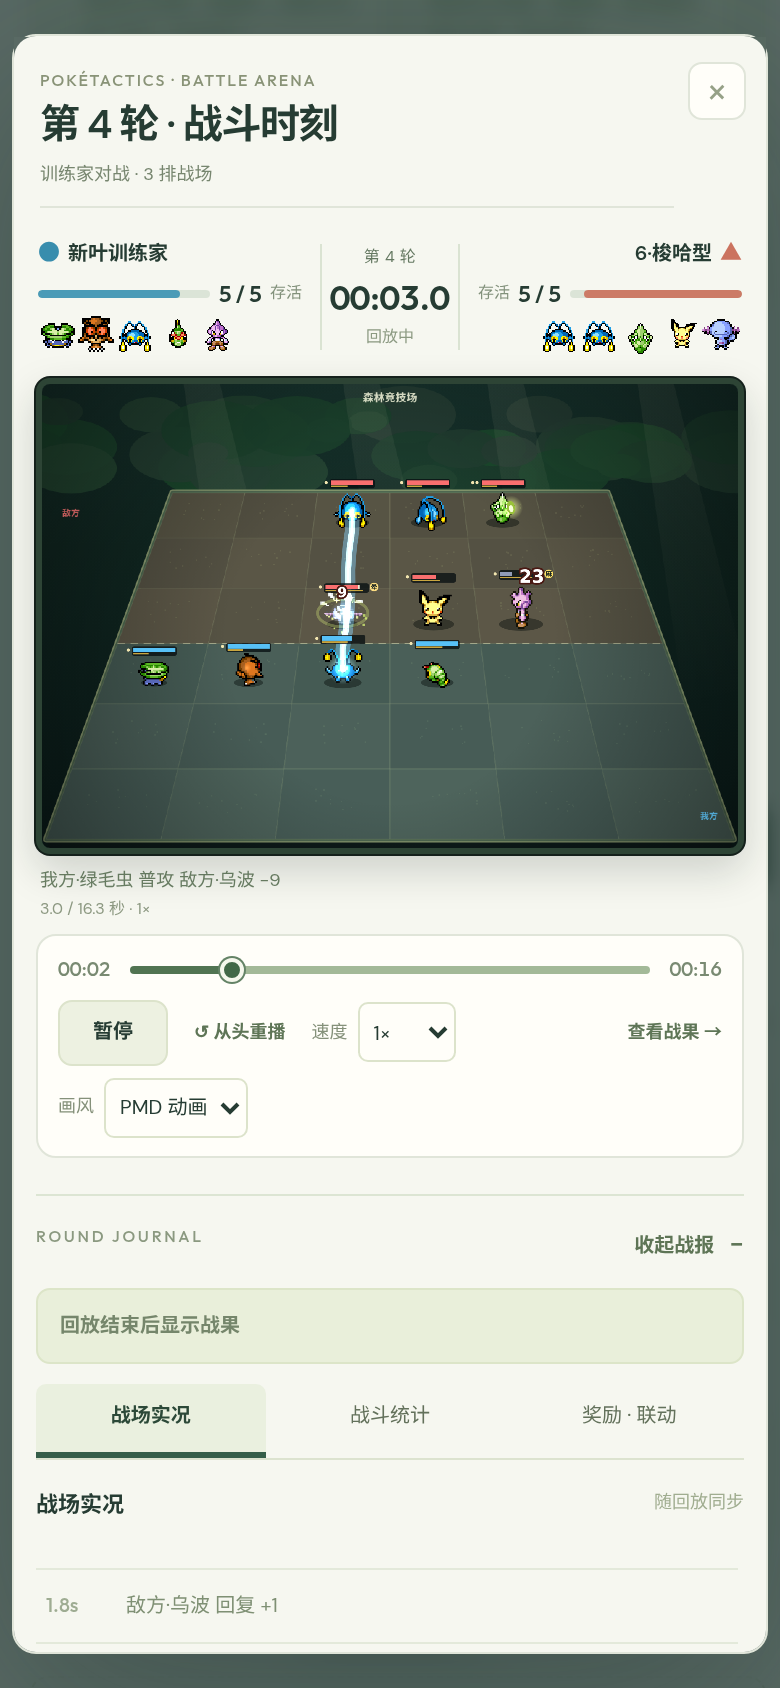 POKÉTACTICS · BATTLE ARENA
第 4 轮 · 战斗时刻
×
训练家对战 · 3 排战场
新叶训练家
第 4 轮
6·梭哈型
5 / 5 存活
00:03.0
存活 5 / 5
回放中
森林竞技场
敌方
9
23
我方
我方·绿毛虫 普攻 敌方·乌波 −9
3.0 / 16.3 秒 · 1×
00:02
00:16
暂停
↺ 从头重播
速度
1×
查看战果 →
画风
PMD 动画
ROUND JOURNAL
收起战报 −
回放结束后显示战果
战场实况
战斗统计
奖励 · 联动
战场实况
随回放同步
1.8s
敌方·乌波 回复 +1